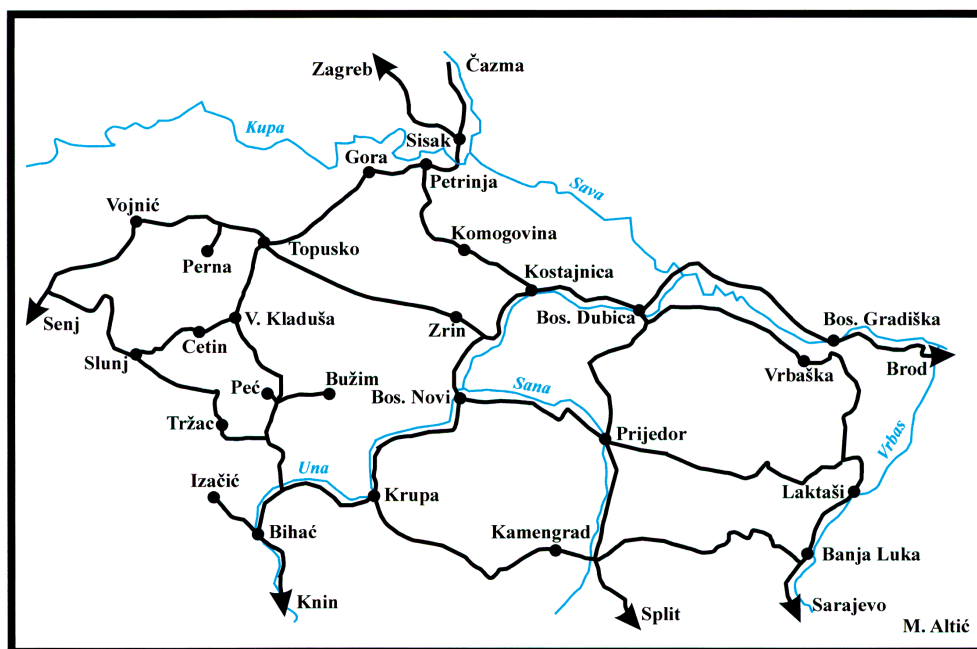 Čazma
Zagreb
Kupa
Sisak
Gora
Petrinja
Sava
Vojnić
Komogovina
Topusko
Perna
Kostajnica
Senj
V. Kladuša
Bos. Dubica
Bos. Gradiška
Zrin
Cetin
Slunj
Brod
Vrbaška
Peć
Bužim
Sana
Bos. Novi
Tržac
Prijedor
Vrbas
Una
Izačić
Krupa
Laktaši
Bihać
Kamengrad
Banja Luka
Knin
Split
Sarajevo
M. Altić